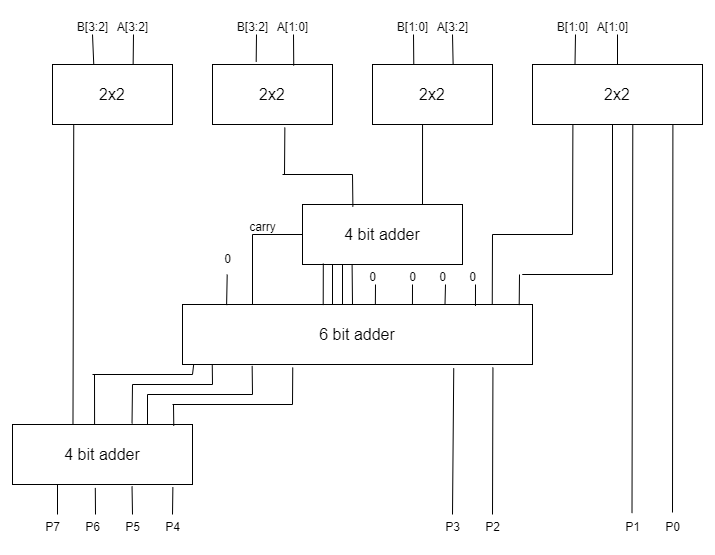 B[3:2] A[3:2] B[3:2] A[1:0] B[1:0] A[3:2] B[1:0] A[1:0]
2x2 2x2 2x2 2x2
carry
4 bit adder
0
0 0 0 0
6 bit adder
4 bit adder
P7 P6 P5 P4 P3 P2 P1 P0